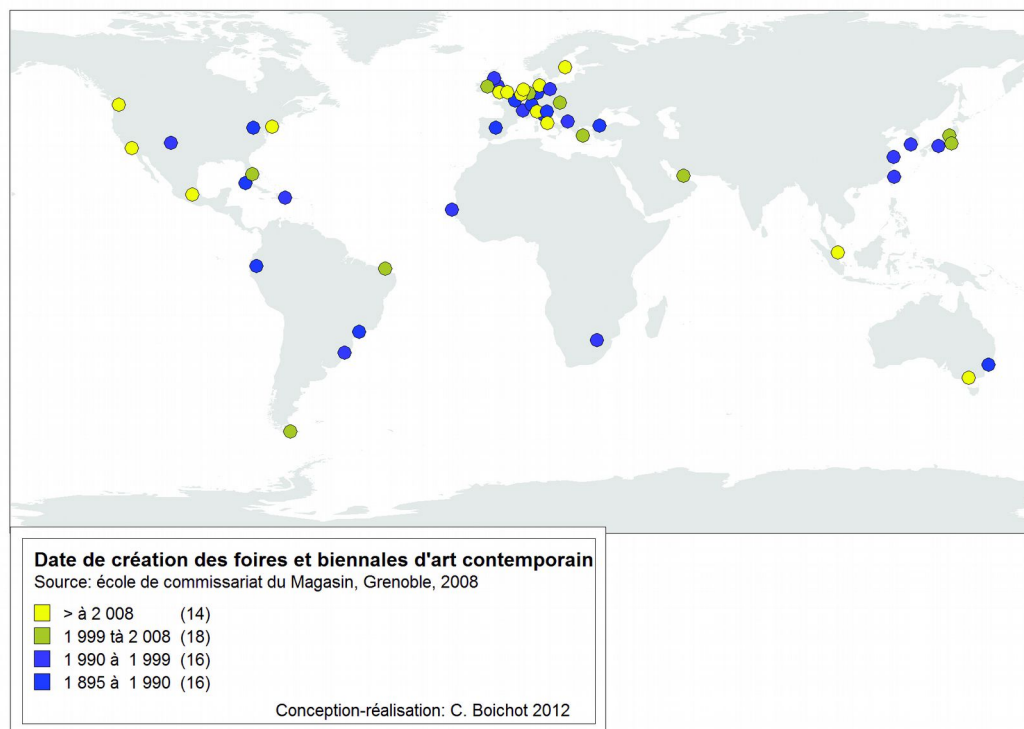 Date de création des foires et biennales d'art contemporain
Source: école de commissariat du Magasin, Grenoble, 2008
> à 2 008 (14)
1 999 tà 2 008 (18)
1 990 à 1 999 (16)
1 895 à 1 990 (16)
Conception-réalisation: C. Boichot 2012